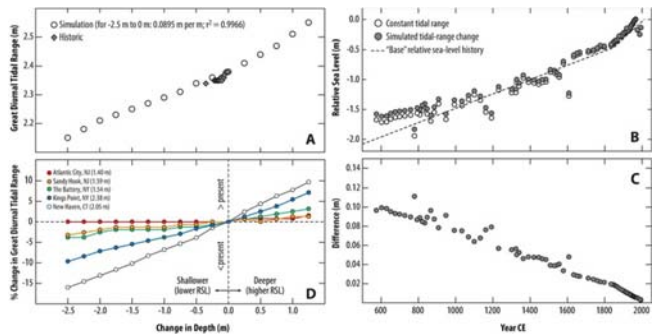 Simulation (for -2.5 m to 0 m: 0.0895 m per m; r² = 0.9966)
Historic
Great Diurnal Tidal Range (m)
2.5
2.4
2.3
2.2
A
Constant tidal range
Simulated tidal-range change
"Base" relative sea-level history
Relative Sea Level (m)
0.0
-0.5
-1.0
-1.5
-2.0
B
Atlantic City, NJ (1.40 m)
Sandy Hook, NJ (1.59 m)
The Battery, NY (1.54 m)
Kings Point, NY (2.38 m)
New Haven, CT (2.05 m)
% Change in Great Diurnal Tidal Range
10
5
0
-5
-10
-15
> present
< present
Shallower
(lower RSL)
Deeper
(higher RSL)
D
-2.5 -2.0 -1.5 -1.0 -0.5 0.0 0.5 1.0
Change in Depth (m)
Difference (m)
0.14
0.12
0.10
0.08
0.06
0.04
0.02
C
600 800 1000 1200 1400 1600 1800 2000
Year CE